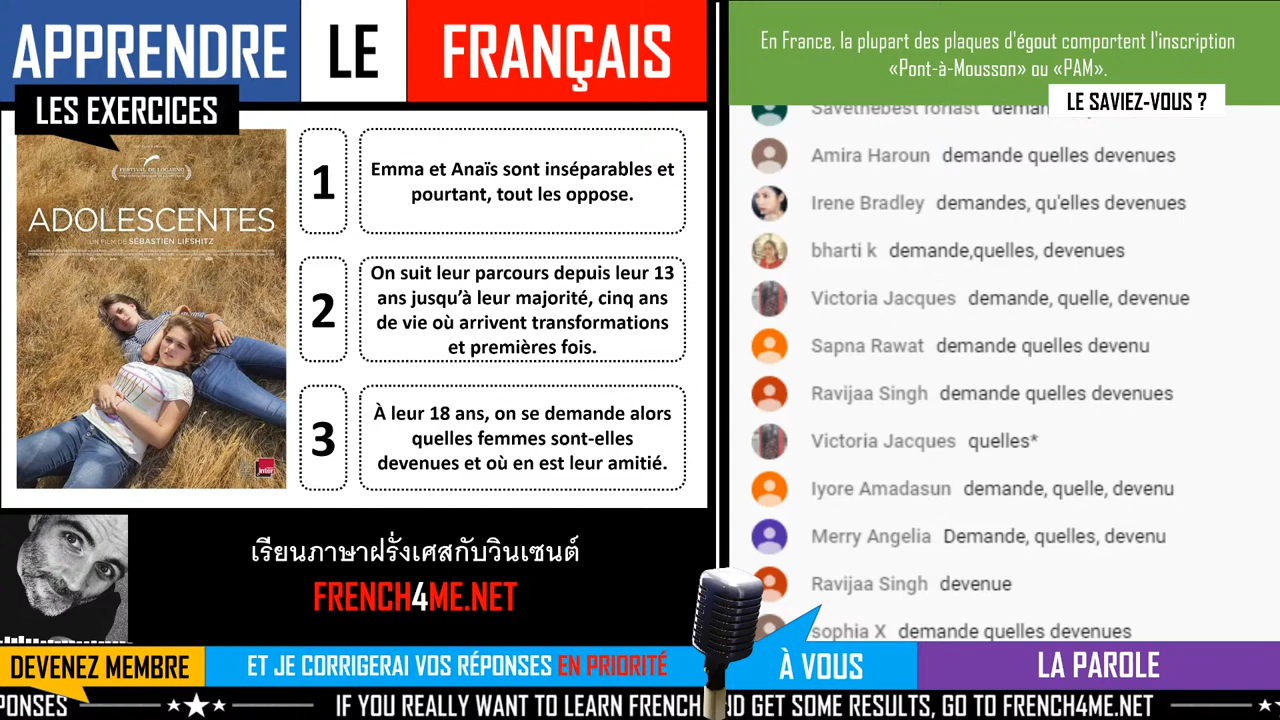 APPRENDRE LE FRANÇAIS
LES EXERCICES
FESTIVAL DE LOCARNO
ADOLESCENTES
UN FILM DE SÉBASTIEN LIFSHITZ
inter
1
Emma et Anaïs sont inséparables et
pourtant, tout les oppose.
2
On suit leur parcours depuis leur 13
ans jusqu’à leur majorité, cinq ans
de vie où arrivent transformations
et premières fois.
3
À leur 18 ans, on se demande alors
quelles femmes sont-elles
devenues et où en est leur amitié.
เรียนภาษาฝรั่งเศสกับวินเซนต์
FRENCH4ME.NET
En France, la plupart des plaques d'égout comportent l'inscription
«Pont-à-Mousson» ou «PAM».
LE SAVIEZ-VOUS ?
Savethebest forlast
Amira Haroun demande quelles devenues
Irene Bradley demandes, qu'elles devenues
bharti k demande,quelles, devenues
Victoria Jacques demande, quelle, devenue
Sapna Rawat demande quelles devenu
Ravijaa Singh demande quelles devenues
Victoria Jacques quelles*
Iyore Amadasun demande, quelle, devenu
Merry Angelia Demande, quelles, devenu
Ravijaa Singh devenue
sophia X demande quelles devenues
DEVENEZ MEMBRE
ET JE CORRIGERAI VOS RÉPONSES EN PRIORITÉ
À VOUS
LA PAROLE
PONSES
IF YOU REALLY WANT TO LEARN FRENCH AND GET SOME RESULTS, GO TO FRENCH4ME.NET